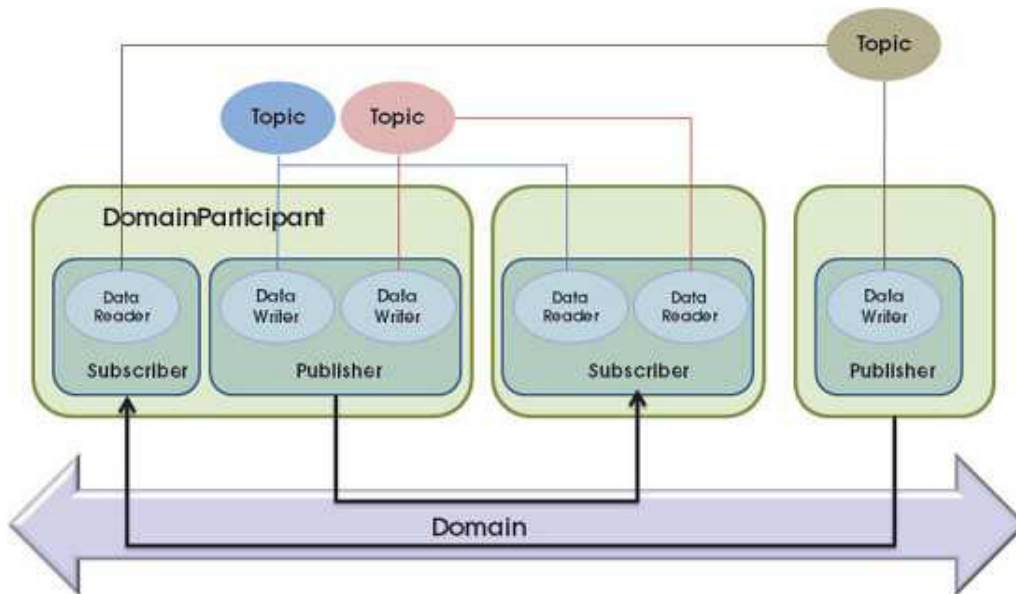 Topic
Topic
Topic
DomainParticipant
Data
Reader
Subscriber
Data
Writer
Data
Writer
Publisher
Data
Reader
Data
Reader
Subscriber
Data
Writer
Publisher
Domain